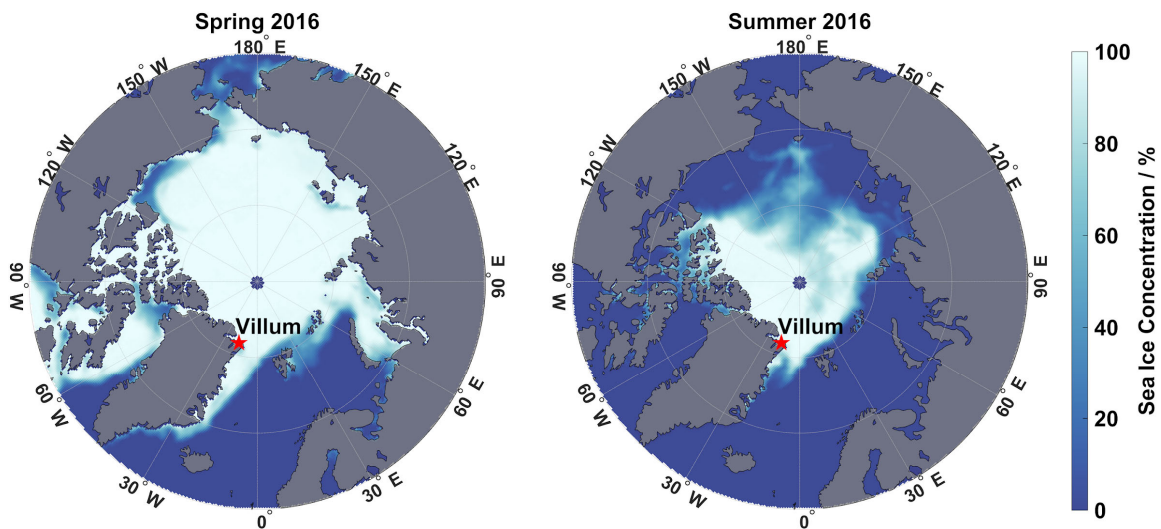 Spring 2016
180° E
150° W
150° E
120° W
120° E
90° W
90° E
Villum
60° W
60° E
30° W
30° E
0°
Summer 2016
180° E
150° W
150° E
120° W
120° E
90° W
90° E
Villum
60° W
60° E
30° W
30° E
0°
100
80
60
40
20
0
Sea Ice Concentration / %